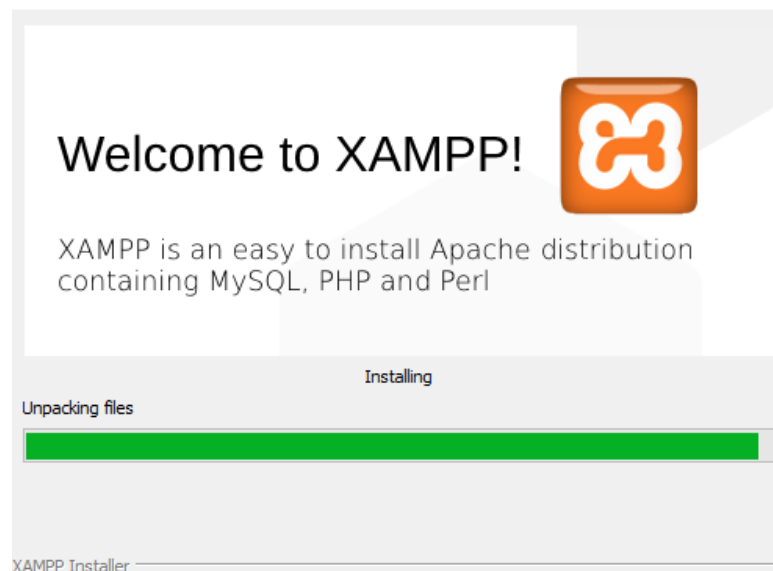 Welcome to XAMPP!
XAMPP is an easy to install Apache distribution
containing MySQL, PHP and Perl
Installing
Unpacking files
XAMPP Installer